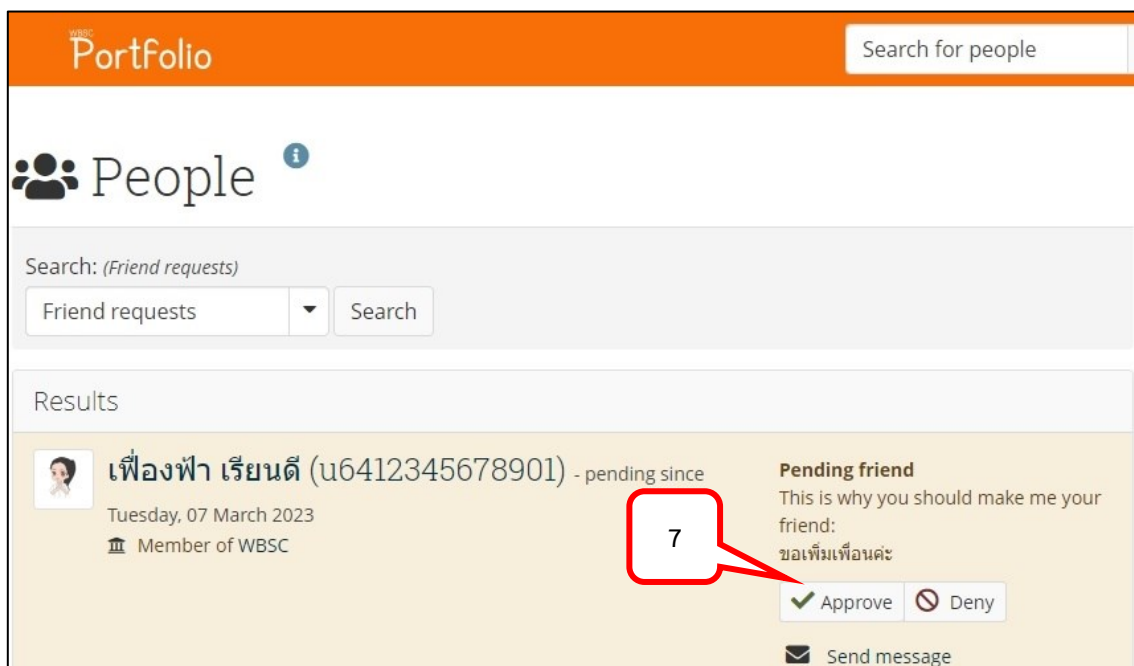 WBSC
Portfolio
Search for people
People
Search: (Friend requests)
Friend requests
Search
Results
เฟื่องฟ้า เรียนดี (u6412345678901) - pending since
Tuesday, 07 March 2023
Member of WBSC
Pending friend
This is why you should make me your
friend:
ขอเพิ่มเพื่อนค่ะ
7
Approve
Deny
Send message